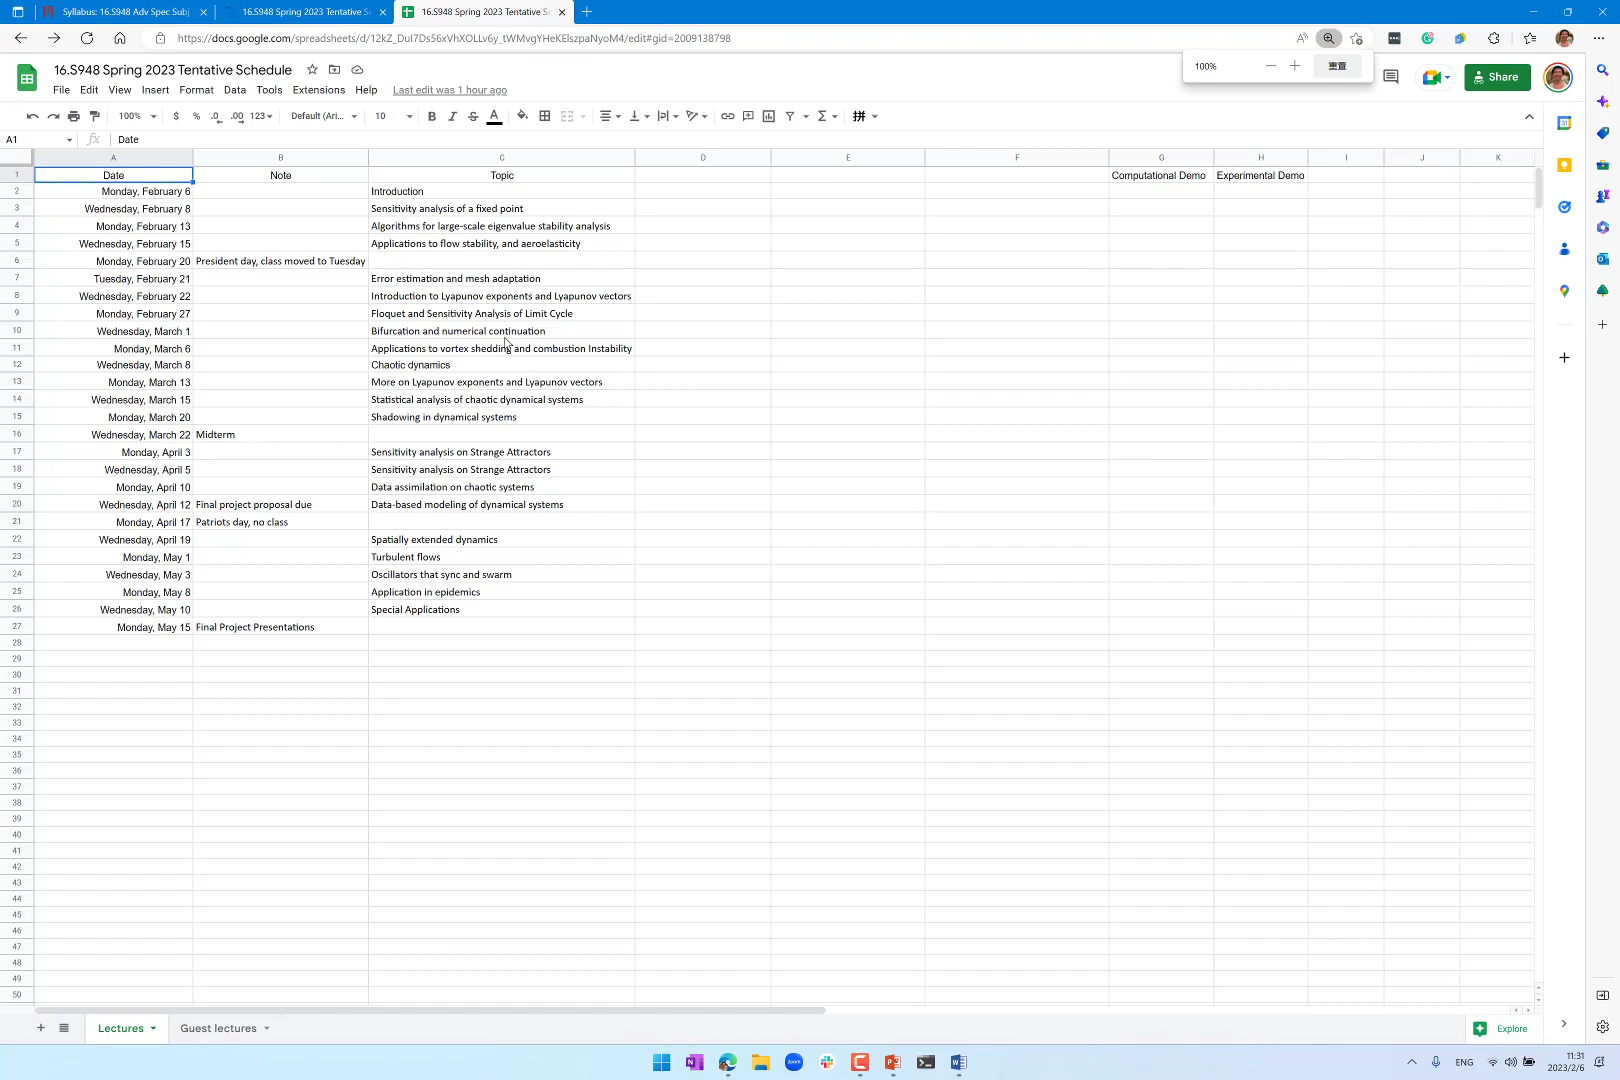 Syllabus: 16.S948 Adv Spec Subj
16.S948 Spring 2023 Tentative Sc
16.S948 Spring 2023 Tentative Sc
https://docs.google.com/spreadsheets/d/12kZ_DuI7Ds56xVhXOLLv6y_tWMvgYHeKElszpaNyoM4/edit#gid=2009138798
100%
重置
16.S948 Spring 2023 Tentative Schedule
Share
File Edit View Insert Format Data Tools Extensions Help Last edit was 1 hour ago
100% $ % .0 .00 123 Default (Ari... 10 B I S A
A1 fx Date
A B C D E F G H I J K
1 Date Note Topic Computational Demo Experimental Demo
2 Monday, February 6 Introduction
3 Wednesday, February 8 Sensitivity analysis of a fixed point
4 Monday, February 13 Algorithms for large-scale eigenvalue stability analysis
5 Wednesday, February 15 Applications to flow stability, and aeroelasticity
6 Monday, February 20 President day, class moved to Tuesday
7 Tuesday, February 21 Error estimation and mesh adaptation
8 Wednesday, February 22 Introduction to Lyapunov exponents and Lyapunov vectors
9 Monday, February 27 Floquet and Sensitivity Analysis of Limit Cycle
10 Wednesday, March 1 Bifurcation and numerical continuation
11 Monday, March 6 Applications to vortex shedding and combustion Instability
12 Wednesday, March 8 Chaotic dynamics
13 Monday, March 13 More on Lyapunov exponents and Lyapunov vectors
14 Wednesday, March 15 Statistical analysis of chaotic dynamical systems
15 Monday, March 20 Shadowing in dynamical systems
16 Wednesday, March 22 Midterm
17 Monday, April 3 Sensitivity analysis on Strange Attractors
18 Wednesday, April 5 Sensitivity analysis on Strange Attractors
19 Monday, April 10 Data assimilation on chaotic systems
20 Wednesday, April 12 Final project proposal due Data-based modeling of dynamical systems
21 Monday, April 17 Patriots day, no class
22 Wednesday, April 19 Spatially extended dynamics
23 Monday, May 1 Turbulent flows
24 Wednesday, May 3 Oscillators that sync and swarm
25 Monday, May 8 Application in epidemics
26 Wednesday, May 10 Special Applications
27 Monday, May 15 Final Project Presentations
28
29
30
31
32
33
34
35
36
37
38
39
40
41
42
43
44
45
46
47
48
49
50
Lectures Guest lectures Explore
zoom ENG 11:31
2023/2/6